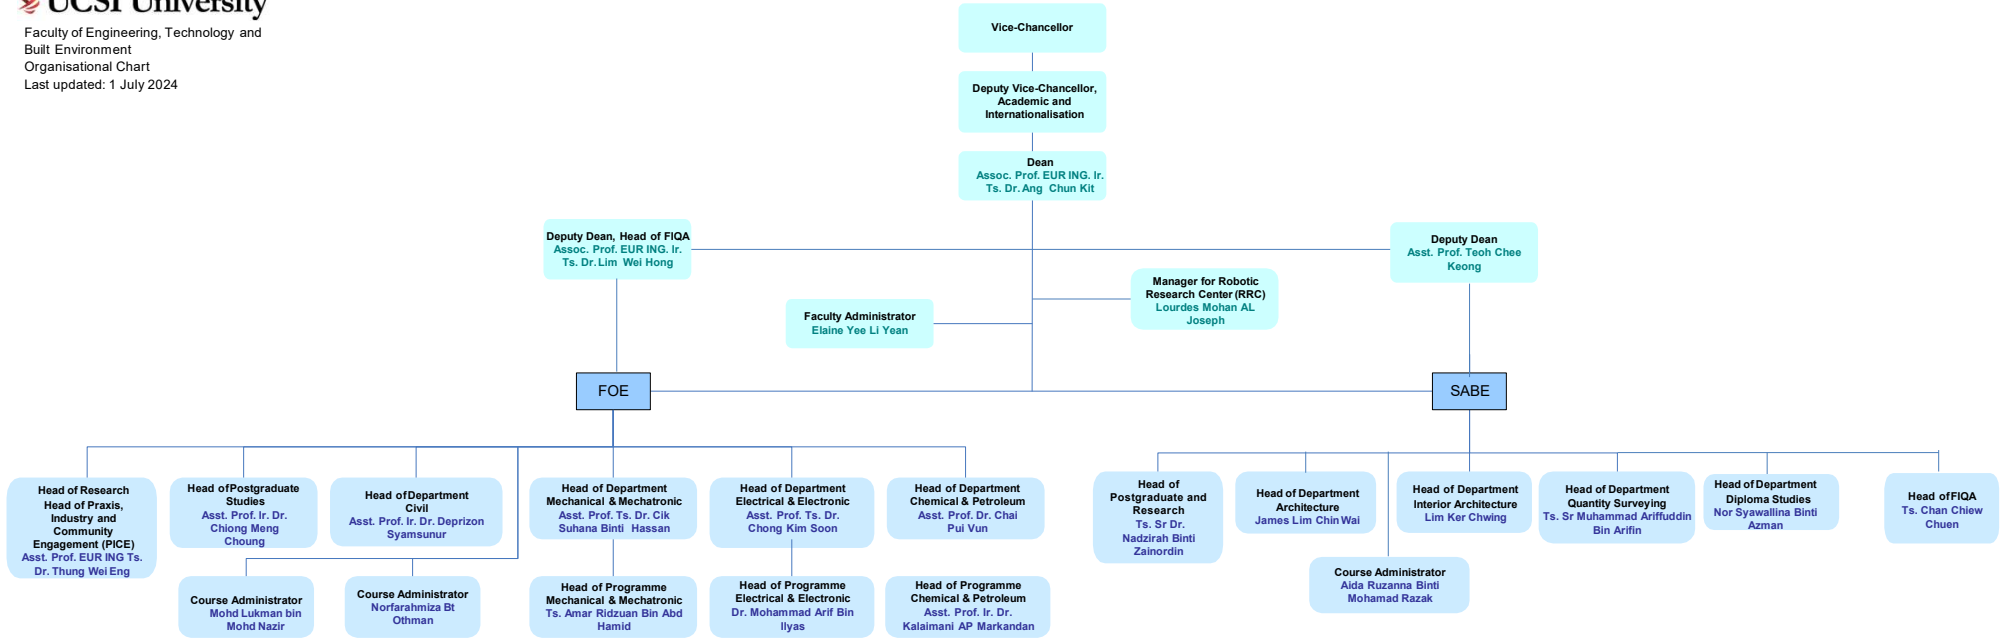 UCSI University
Faculty of Engineering, Technology and
Built Environment
Organisational Chart
Last updated: 1 July 2024
Vice-Chancellor
Deputy Vice-Chancellor,
Academic and
Internationalisation
Dean
Assoc. Prof. EUR ING. Ir.
Ts. Dr. Ang Chun Kit
Deputy Dean, Head of FIQA
Assoc. Prof. EUR ING. Ir.
Ts. Dr. Lim Wei Hong
Deputy Dean
Asst. Prof. Teoh Chee
Keong
Manager for Robotic
Research Center (RRC)
Lourdes Mohan AL
Joseph
Faculty Administrator
Elaine Yee Li Yean
FOE
SABE
Head of Research
Head of Praxis,
Industry and
Community
Engagement (PICE)
Asst. Prof. EUR ING Ts.
Dr. Thung Wei Eng
Head of Postgraduate
Studies
Asst. Prof. Ir. Dr.
Chiong Meng
Choung
Head of Department
Civil
Asst. Prof. Ir. Dr. Deprizon
Syamsunur
Head of Department
Mechanical & Mechatronic
Asst. Prof. Ts. Dr. Cik
Suhana Binti Hassan
Head of Department
Electrical & Electronic
Asst. Prof. Ts. Dr.
Chong Kim Soon
Head of Department
Chemical & Petroleum
Asst. Prof. Dr. Chai
Pui Vun
Head of
Postgraduate and
Research
Ts. Sr Dr.
Nadzirah Binti
Zainordin
Head of Department
Architecture
James Lim Chin Wai
Head of Department
Interior Architecture
Lim Ker Chwing
Head of Department
Quantity Surveying
Ts. Sr Muhammad Ariffuddin
Bin Arifin
Head of Department
Diploma Studies
Nor Syawallina Binti
Azman
Head of FIQA
Ts. Chan Chiew
Chuen
Course Administrator
Mohd Lukman bin
Mohd Nazir
Course Administrator
Norfarahmiza Bt
Othman
Head of Programme
Mechanical & Mechatronic
Ts. Amar Ridzuan Bin Abd
Hamid
Head of Programme
Electrical & Electronic
Dr. Mohammad Arif Bin
Ilyas
Head of Programme
Chemical & Petroleum
Asst. Prof. Ir. Dr.
Kalaimani AP Markandan
Course Administrator
Aida Ruzanna Binti
Mohamad Razak